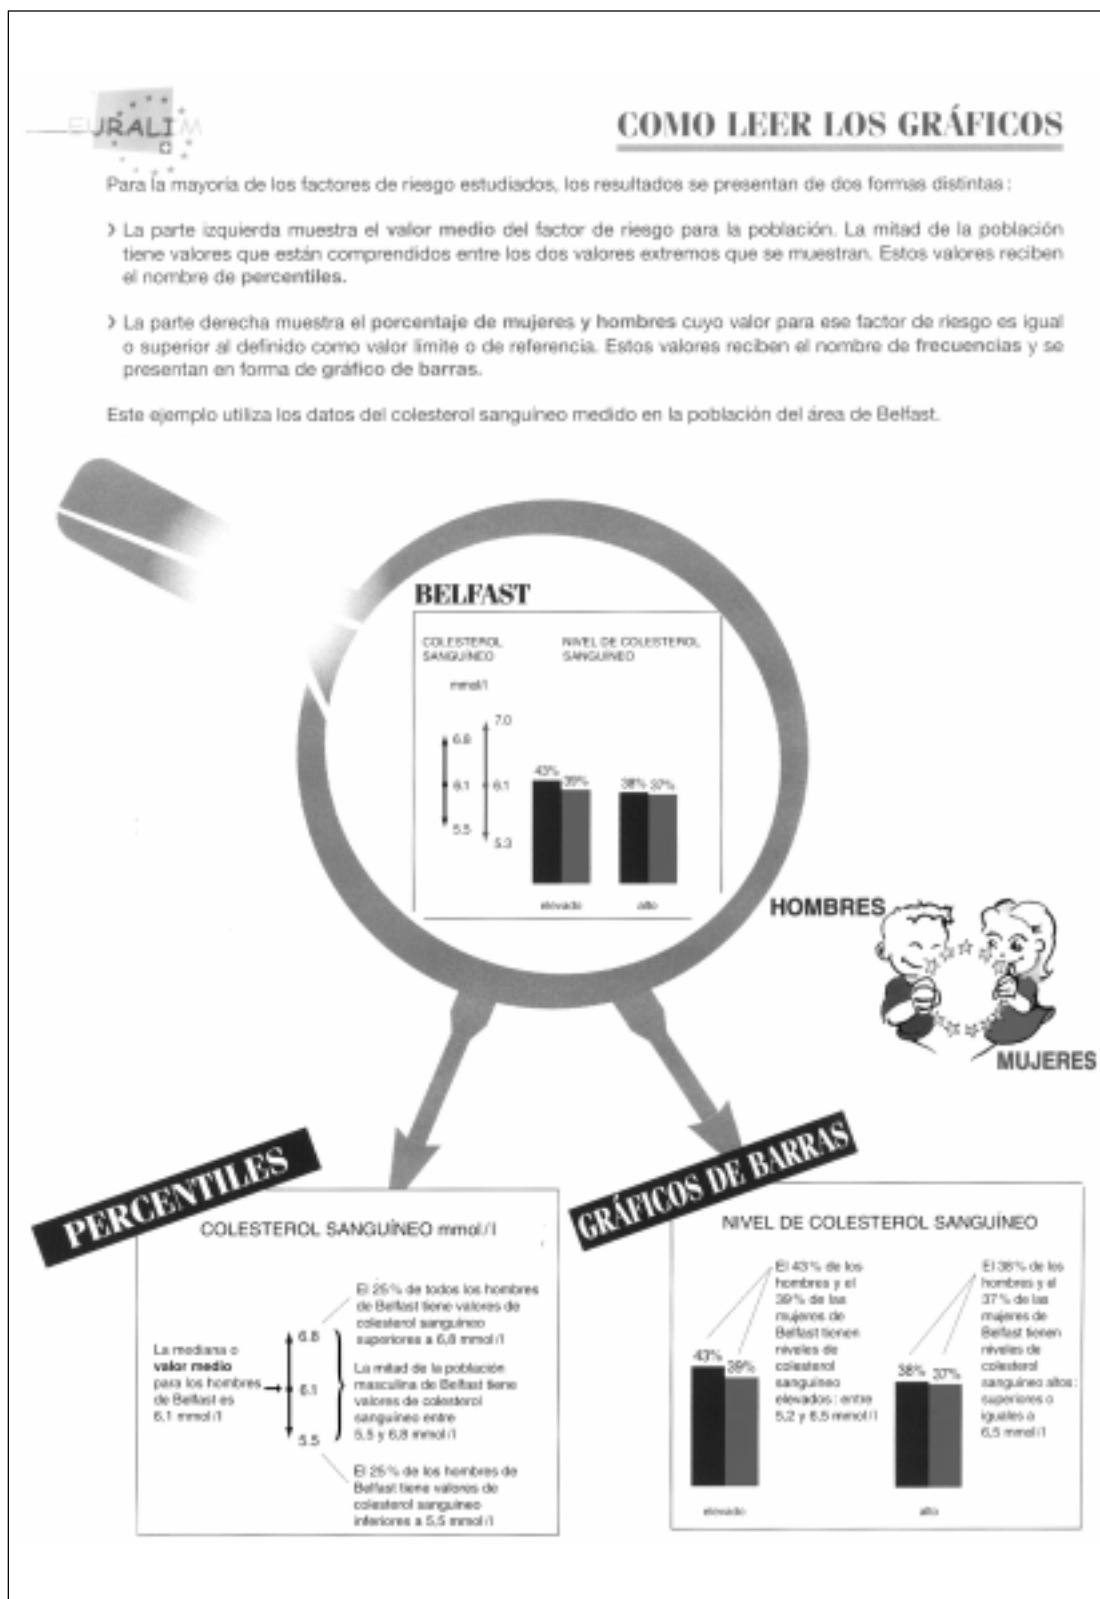 EURALIM
COMO LEER LOS GRÁFICOS
Para la mayoría de los factores de riesgo estudiados, los resultados se presentan de dos formas distintas:
› La parte izquierda muestra el valor medio del factor de riesgo para la población. La mitad de la población
tiene valores que están comprendidos entre los dos valores extremos que se muestran. Estos valores reciben
el nombre de percentiles.
› La parte derecha muestra el porcentaje de mujeres y hombres cuyo valor para ese factor de riesgo es igual
o superior al definido como valor límite o de referencia. Estos valores reciben el nombre de frecuencias y se
presentan en forma de gráfico de barras.
Este ejemplo utiliza los datos del colesterol sanguíneo medido en la población del área de Belfast.
BELFAST
COLESTEROL
SANGUÍNEO
mmol/l
NIVEL DE COLESTEROL
SANGUÍNEO
7.0
6.8
6.1 6.1
5.5
5.3
43% 39% 38% 37%
elevado alto
HOMBRES
MUJERES
PERCENTILES
COLESTEROL SANGUÍNEO mmol/l
El 25% de todos los hombres
de Belfast tiene valores de
colesterol sanguíneo
superiores a 6,8 mmol/l
La mediana o
valor medio
para los hombres
de Belfast es
6,1 mmol/l
6.8
6.1
5.5
La mitad de la población
masculina de Belfast tiene
valores de colesterol
sanguíneo entre
5,5 y 6,8 mmol/l
El 25% de los hombres de
Belfast tiene valores de
colesterol sanguíneo
inferiores a 5,5 mmol/l
GRÁFICOS DE BARRAS
NIVEL DE COLESTEROL SANGUÍNEO
El 43% de los
hombres y el
39% de las
mujeres de
Belfast tienen
niveles de
colesterol
sanguíneo
elevados: entre
5,2 y 6,5 mmol/l
43% 39%
elevado
El 38% de los
hombres y el
37% de las
mujeres de
Belfast tienen
niveles de
colesterol
sanguíneo altos:
superiores o
iguales a
6,5 mmol/l
38% 37%
alto